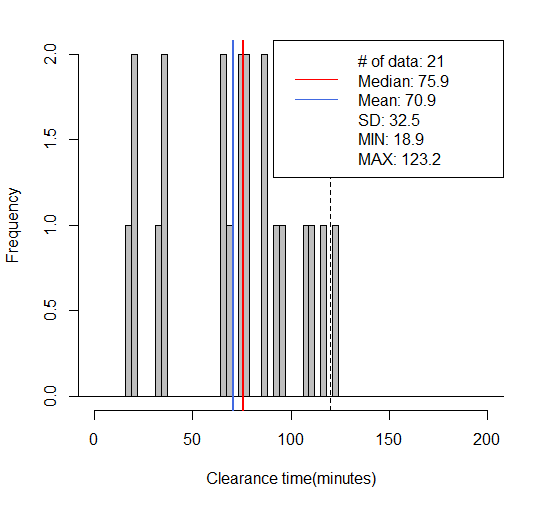 # of data: 21
Median: 75.9
Mean: 70.9
SD: 32.5
MIN: 18.9
MAX: 123.2
Frequency
2.0
1.5
1.0
0.5
0.0
0 50 100 150 200
Clearance time(minutes)